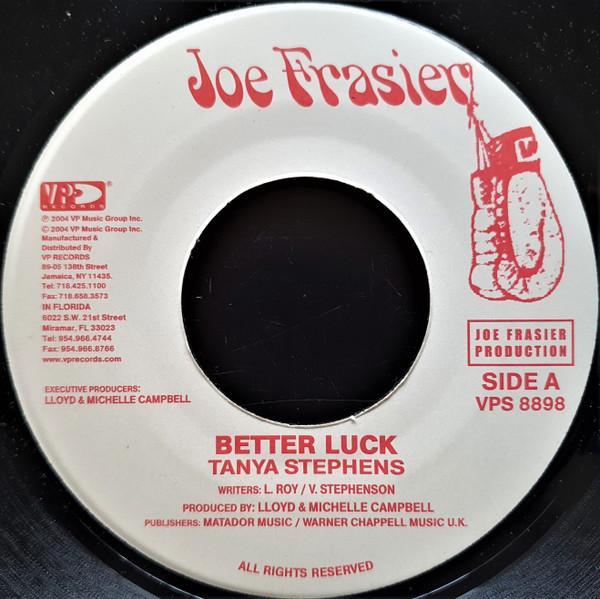 Joe Frasier
VP
RECORDS ®
℗ 2004 VP Music Group Inc.
© 2004 VP Music Group Inc.
Manufactured &
Distributed By
VP RECORDS
89-05 138th Street
Jamaica, NY 11435.
Tel: 718.425.1100
Fax: 718.658.3573
IN FLORIDA
6022 S.W. 21st Street
Miramar, FL 33023
Tel: 954.966.4744
Fax: 954.966.8766
www.vprecords.com
EXECUTIVE PRODUCERS:
LLOYD & MICHELLE CAMPBELL
JOE FRASIER
PRODUCTION
SIDE A
VPS 8898
BETTER LUCK
TANYA STEPHENS
WRITERS: L. ROY / V. STEPHENSON
PRODUCED BY: LLOYD & MICHELLE CAMPBELL
PUBLISHERS: MATADOR MUSIC / WARNER CHAPPELL MUSIC U.K.
ALL RIGHTS RESERVED